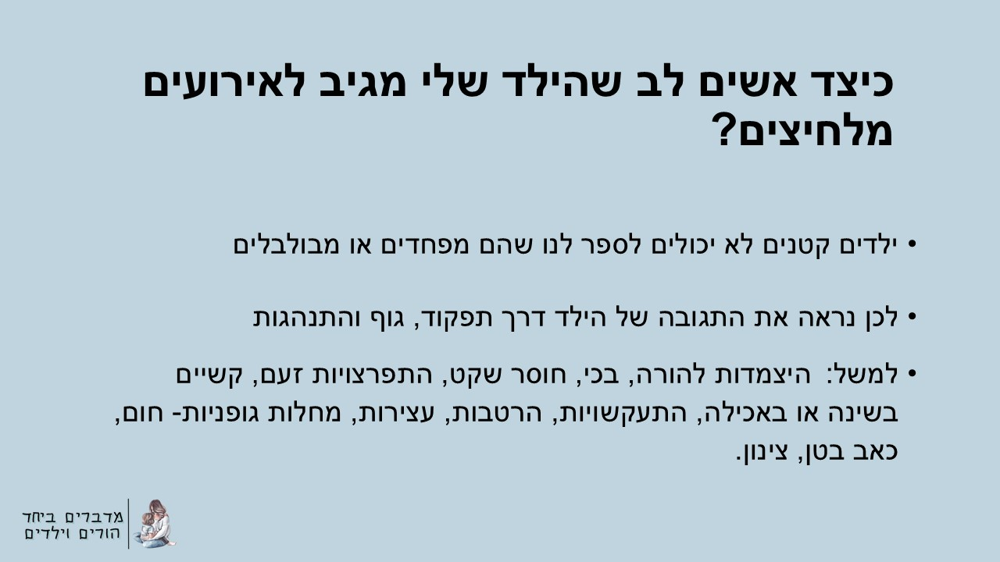 כיצד אשים לב שהילד שלי מגיב לאירועים
מלחיצים?
• ילדים קטנים לא יכולים לספר לנו שהם מפחדים או מבולבלים
• לכן נראה את התגובה של הילד דרך תפקוד, גוף והתנהגות
• למשל:  היצמדות להורה, בכי, חוסר שקט, התפרצויות זעם, קשיים
בשינה או באכילה, התעקשויות, הרטבות, עצירות, מחלות גופניות- חום,
כאב בטן, צינון.
מדברים ביחד
הורים וילדים